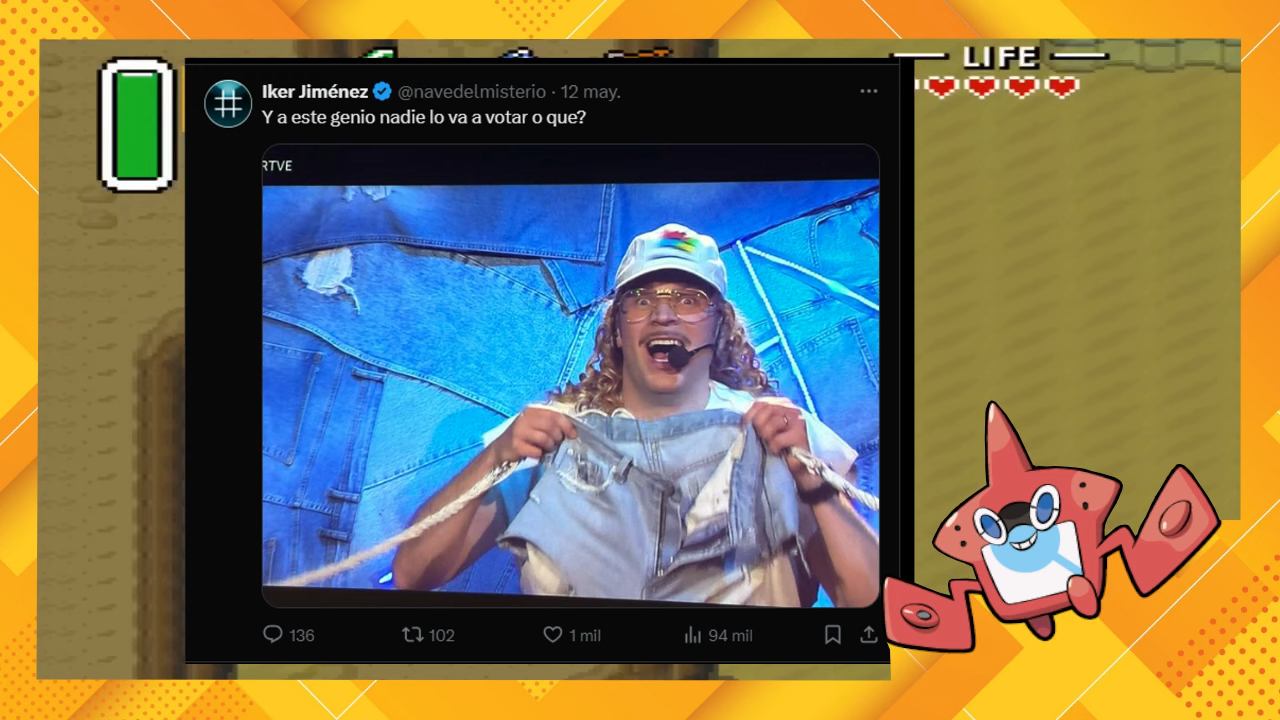 LIFE
Iker Jiménez @navedelmisterio · 12 may.
Y a este genio nadie lo va a votar o que?
RTVE
136 102 1 mil 94 mil